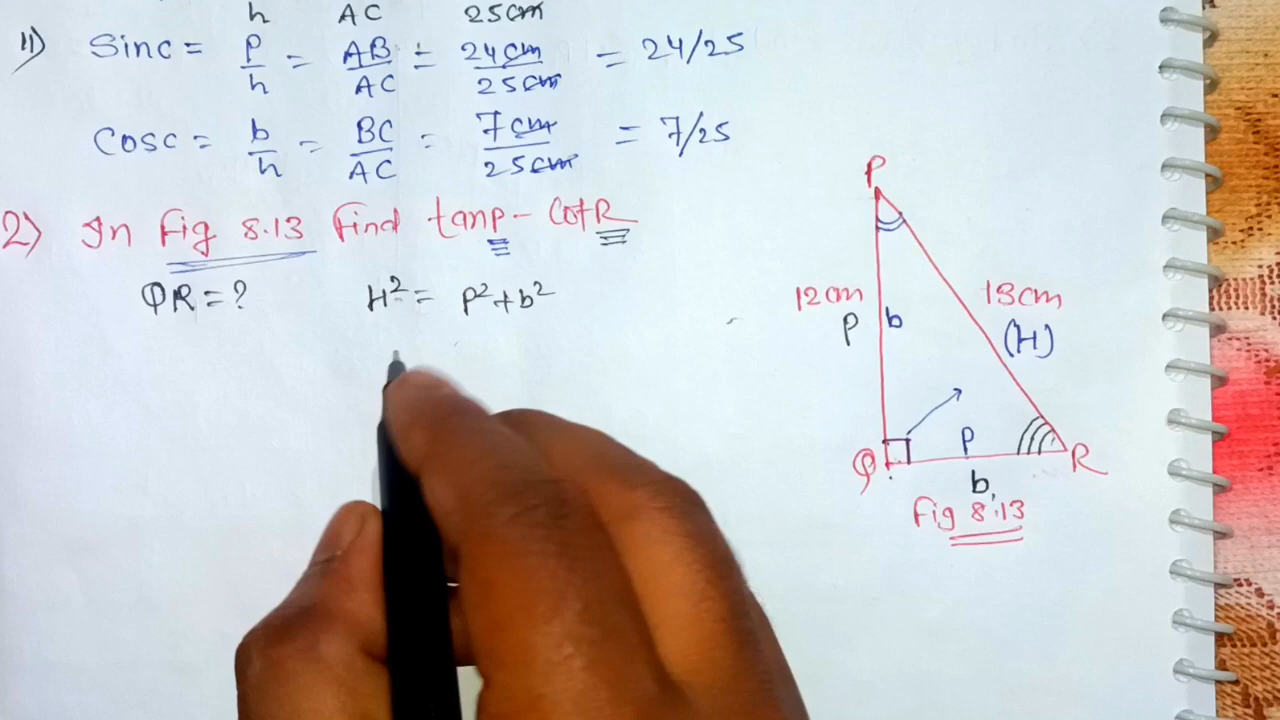 h AC 25cm
11) Sinc = P/h = AB/AC = 24cm/25cm = 24/25
Cosc = b/h = BC/AC = 7cm/25cm = 7/25
2) In Fig 8.13 Find tanp - CotR
QR = ? H² = P² + b²
P
12cm 13cm
P b (H)
P
Q R
b
Fig 8.13